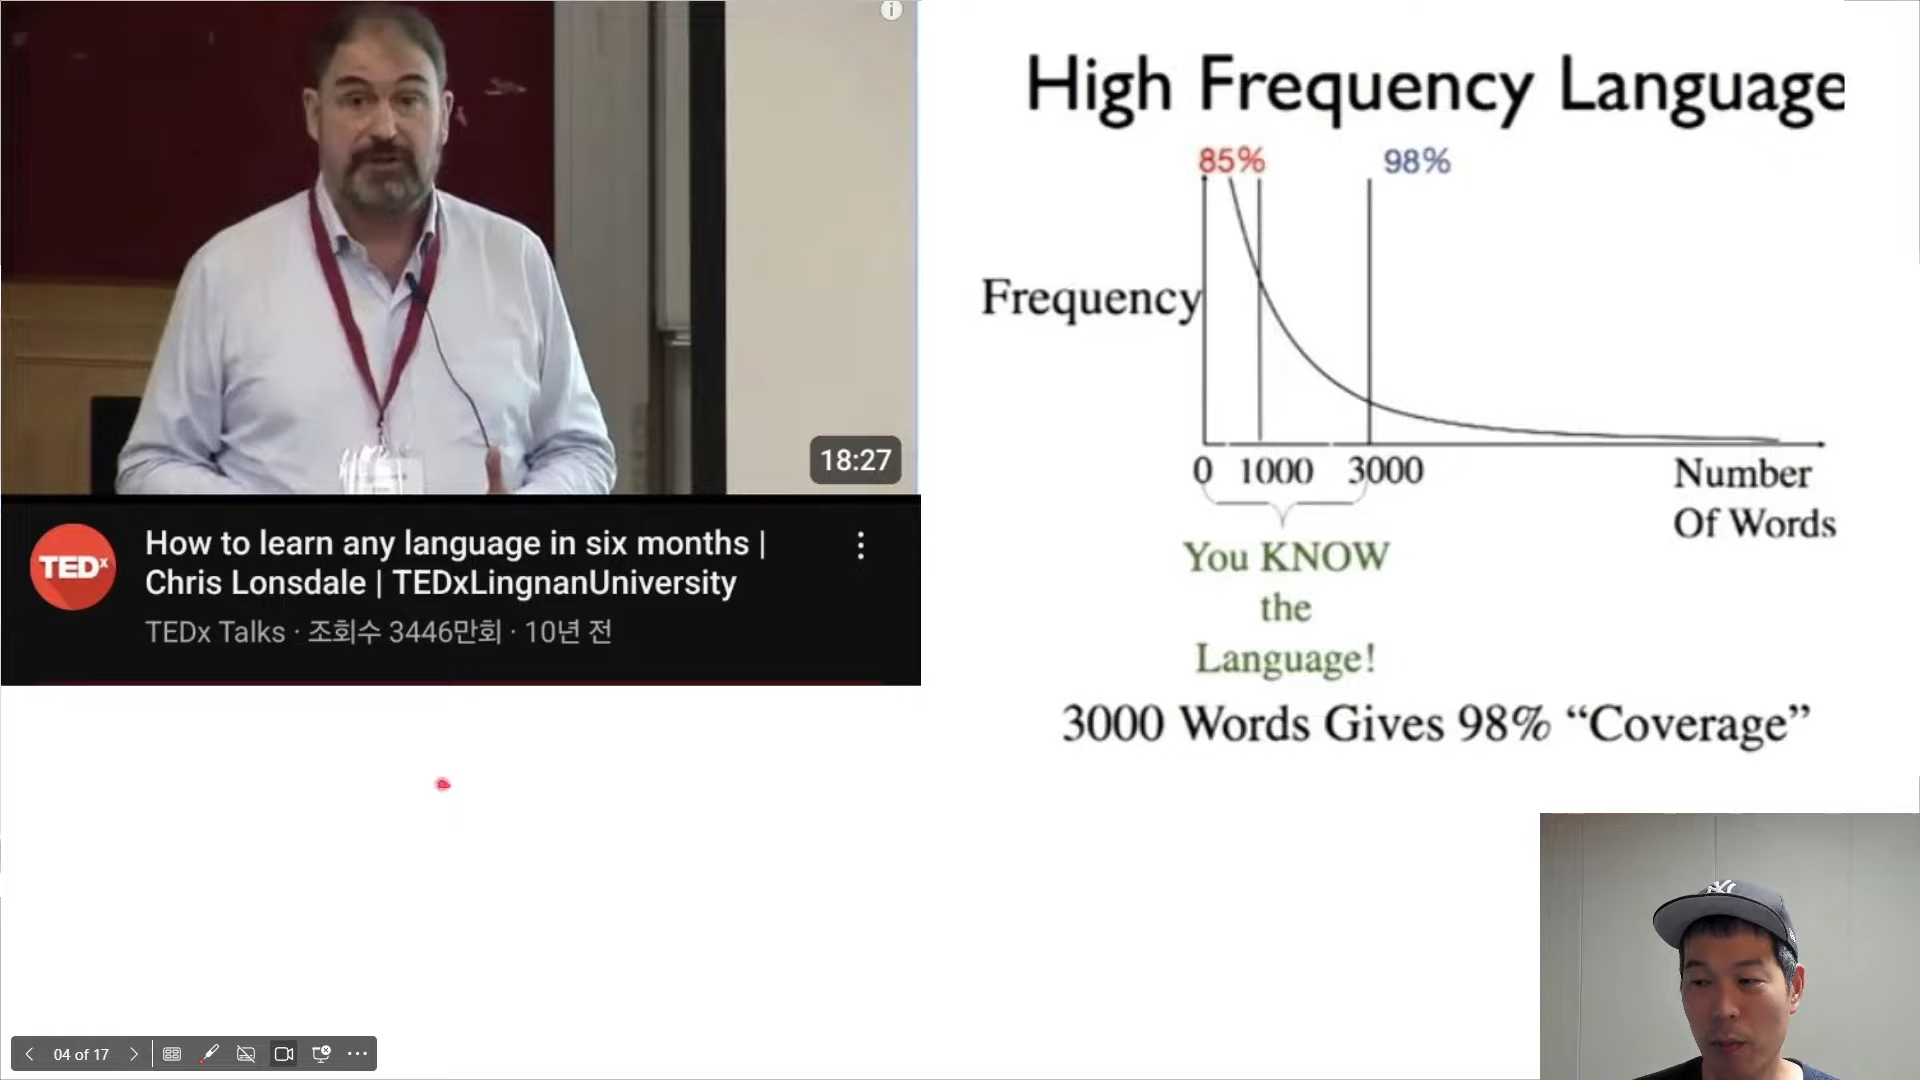 18:27
TEDx
How to learn any language in six months |
Chris Lonsdale | TEDxLingnanUniversity
TEDx Talks · 조회수 3446만회 · 10년 전
High Frequency Language
85%
98%
Frequency
0 1000 3000
Number
Of Words
You KNOW
the
Language!
3000 Words Gives 98% “Coverage”
NY
04 of 17